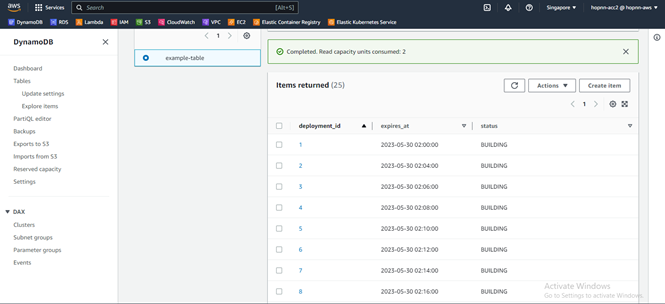 aws
Services
Search
[Alt+S]
Singapore
hopnn-acc2 @ hopnn-aws
DynamoDB
RDS
Lambda
IAM
S3
CloudWatch
VPC
EC2
Elastic Container Registry
Elastic Kubernetes Service
DynamoDB
Dashboard
Tables
Update settings
Explore items
PartiQL editor
Backups
Exports to S3
Imports from S3
Reserved capacity
Settings
DAX
Clusters
Subnet groups
Parameter groups
Events
1
example-table
Completed. Read capacity units consumed: 2
Items returned (25)
Actions
Create item
1
deployment_id expires_at status
1 2023-05-30 02:00:00 BUILDING
2 2023-05-30 02:04:00 BUILDING
3 2023-05-30 02:06:00 BUILDING
4 2023-05-30 02:08:00 BUILDING
5 2023-05-30 02:10:00 BUILDING
6 2023-05-30 02:12:00 BUILDING
7 2023-05-30 02:14:00 BUILDING
8 2023-05-30 02:16:00 BUILDING
Activate Windows
Go to Settings to activate Windows.